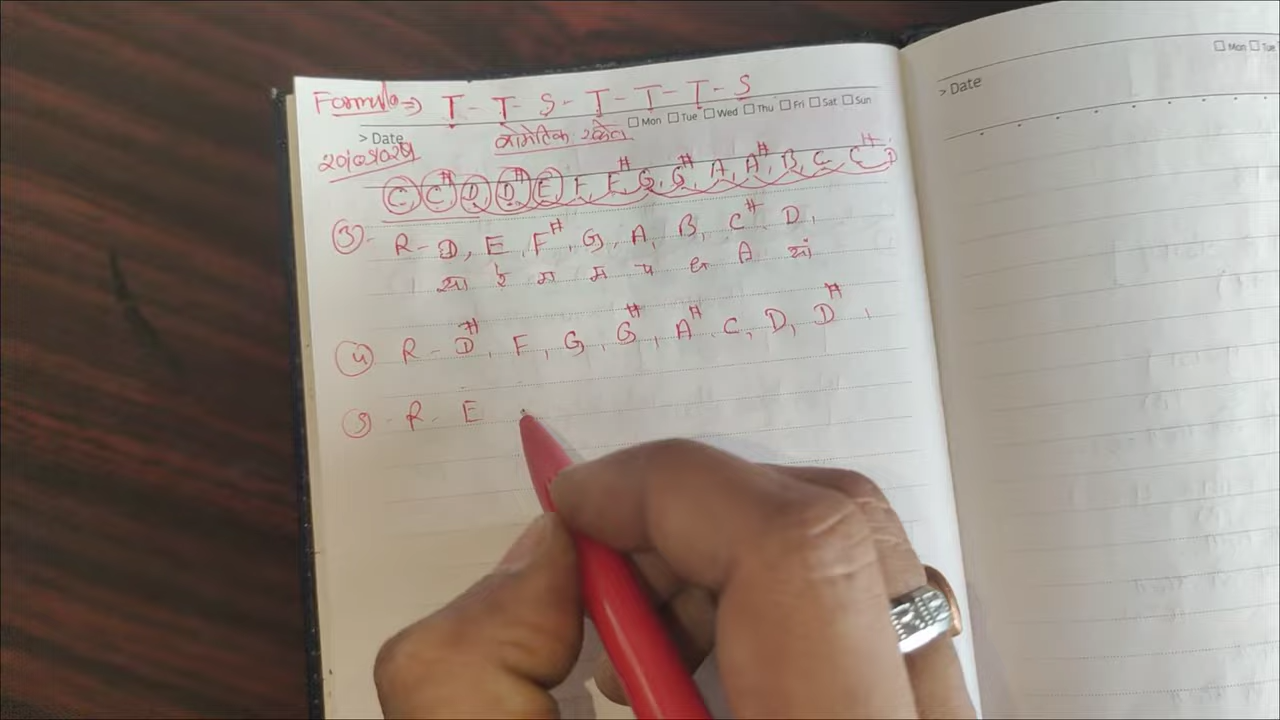 Formula ⇒ T - T - S - T - T - T - S
> Date □ Mon □ Tue □ Wed □ Thu □ Fri □ Sat □ Sun
क्रोमेटिक स्केल
C, C#, D, D#, E, F, F#, G, G#, A, A#, B, C, C#, D
③ - R - D, E, F#, G, A, B, C#, D,
सा रे ग म प ध सां
④ R - D#, F, G, G#, A#, C, D, D#,
⑤ - R - E
□ Mon □ Tue
> Date